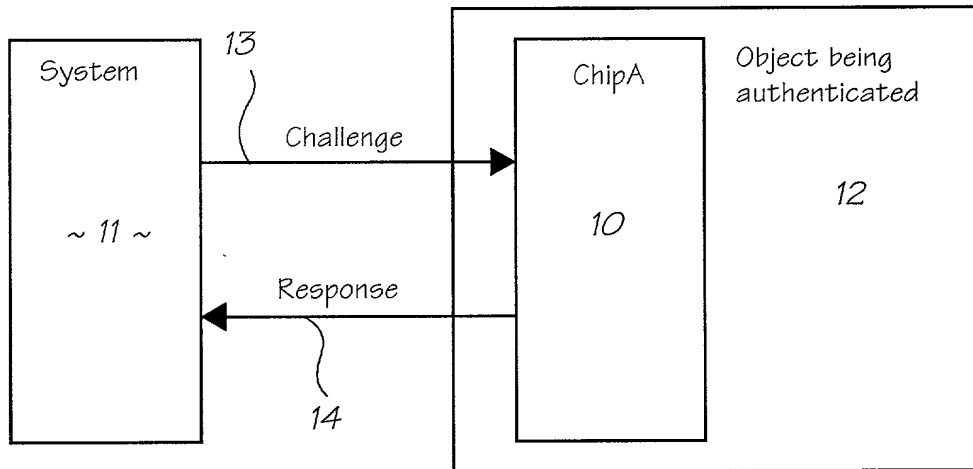 System
~ 11 ~
13
Challenge
Response
14
ChipA
10
Object being
authenticated
12